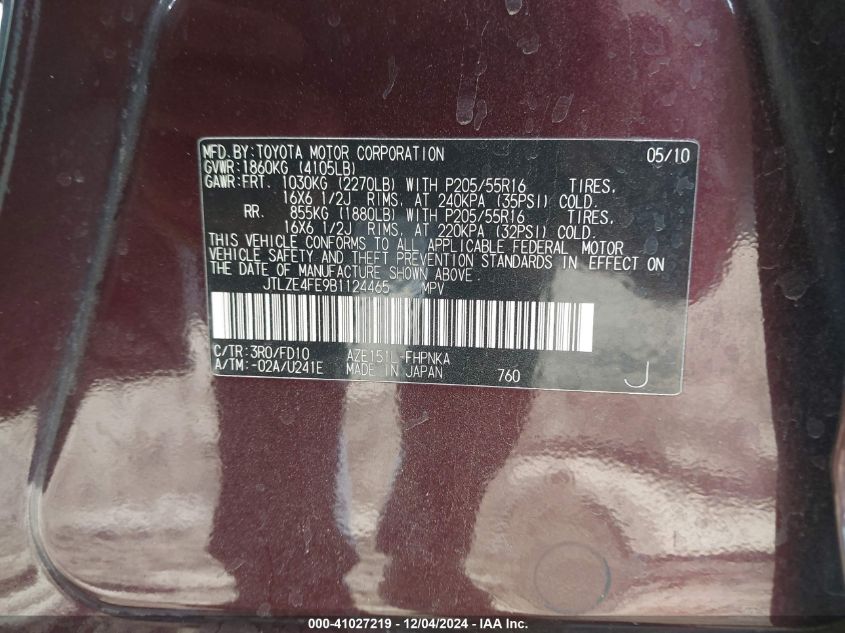 MFD.BY:TOYOTA MOTOR CORPORATION 05/10
GVWR:1860KG (4105LB)
GAWR:FRT. 1030KG (2270LB) WITH P205/55R16 TIRES,
16X6 1/2J RIMS, AT 240KPA (35PSI) COLD.
RR. 855KG (1880LB) WITH P205/55R16 TIRES,
16X6 1/2J RIMS, AT 220KPA (32PSI) COLD.
THIS VEHICLE CONFORMS TO ALL APPLICABLE FEDERAL MOTOR
VEHICLE SAFETY AND THEFT PREVENTION STANDARDS IN EFFECT ON
THE DATE OF MANUFACTURE SHOWN ABOVE.
JTLZE4FE9B1124465 MPV
C/TR:3R0/FD10 AZE151L-FHPNKA
A/TM:-02A/U241E MADE IN JAPAN 760 J
000-41027219 - 12/04/2024 - IAA Inc.